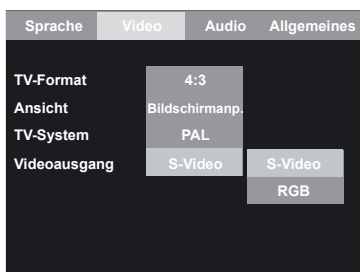 Sprache Video Audio Allgemeines
TV-Format 4:3
Ansicht Bildschirmanp.
TV-System PAL
Videoausgang S-Video S-Video
RGB